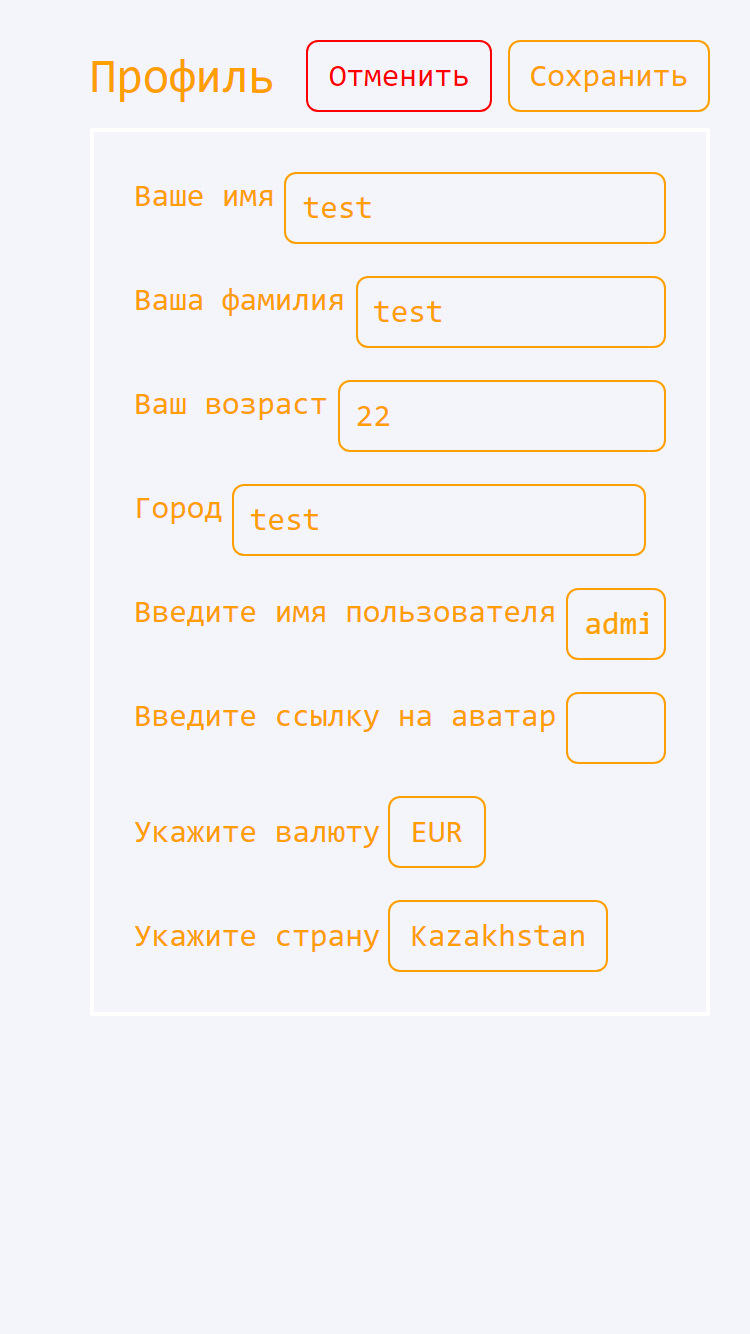 Профиль Отменить Сохранить
Ваше имя test
Ваша фамилия test
Ваш возраст 22
Город test
Введите имя пользователя admi
Введите ссылку на аватар
Укажите валюту EUR
Укажите страну Kazakhstan